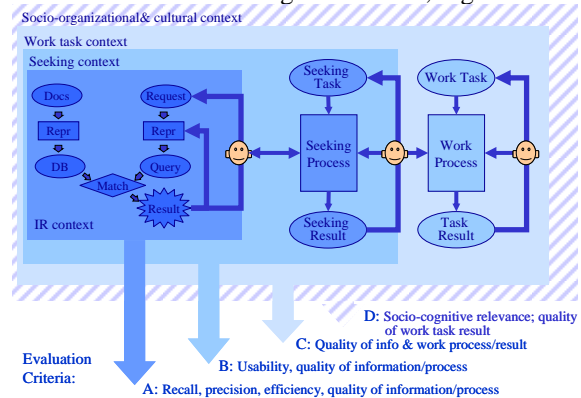 Socio-organizational& cultural context
Work task context
Seeking context
Docs
Request
Repr
Repr
DB
Query
Match
Result
IR context
Seeking
Task
Seeking
Process
Seeking
Result
Work Task
Work
Process
Task
Result
D: Socio-cognitive relevance; quality
of work task result
C: Quality of info & work process/result
B: Usability, quality of information/process
Evaluation
Criteria:
A: Recall, precision, efficiency, quality of information/process